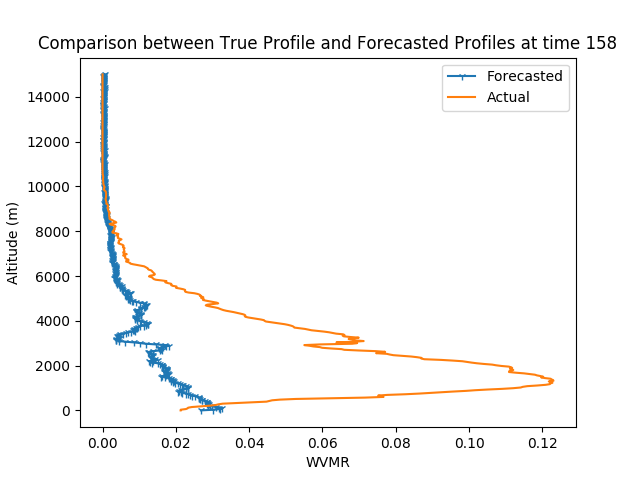 Comparison between True Profile and Forecasted Profiles at time 158
Forecasted
Actual
Altitude (m)
14000
12000
10000
8000
6000
4000
2000
0
0.00 0.02 0.04 0.06 0.08 0.10 0.12
WVMR